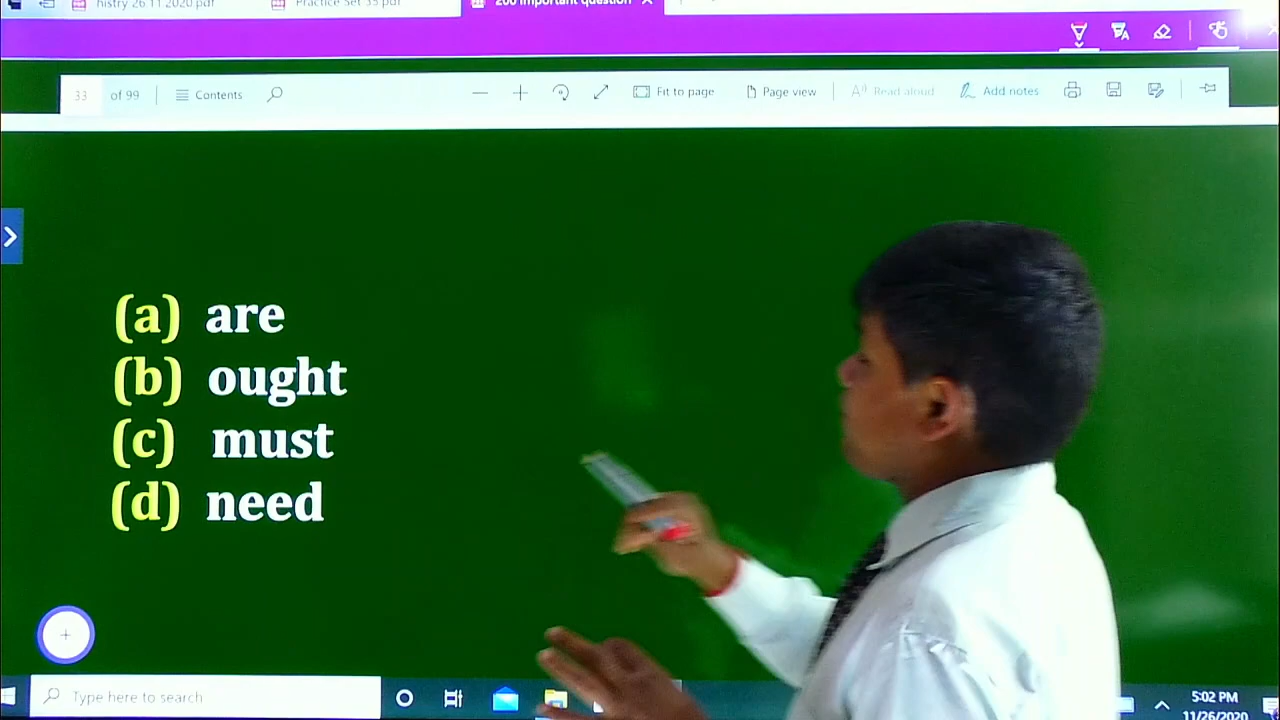 histry 26 11 2020.pdf
Practice Set 35 pdf
200 important question
33 of 99
Contents
Fit to page
Page view
Read aloud
Add notes
(a) are
(b) ought
(c) must
(d) need
Type here to search
5:02 PM
11/26/2020